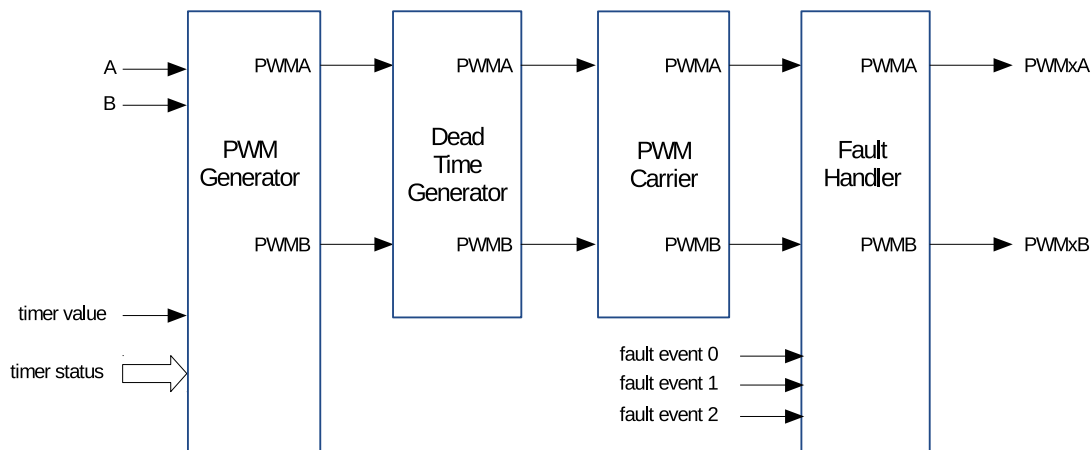 A
B
PWMA
PWM
Generator
PWMB
timer value
timer status
PWMA
Dead
Time
Generator
PWMB
PWMA
PWM
Carrier
PWMB
fault event 0
fault event 1
fault event 2
PWMA
Fault
Handler
PWMB
PWMxA
PWMxB